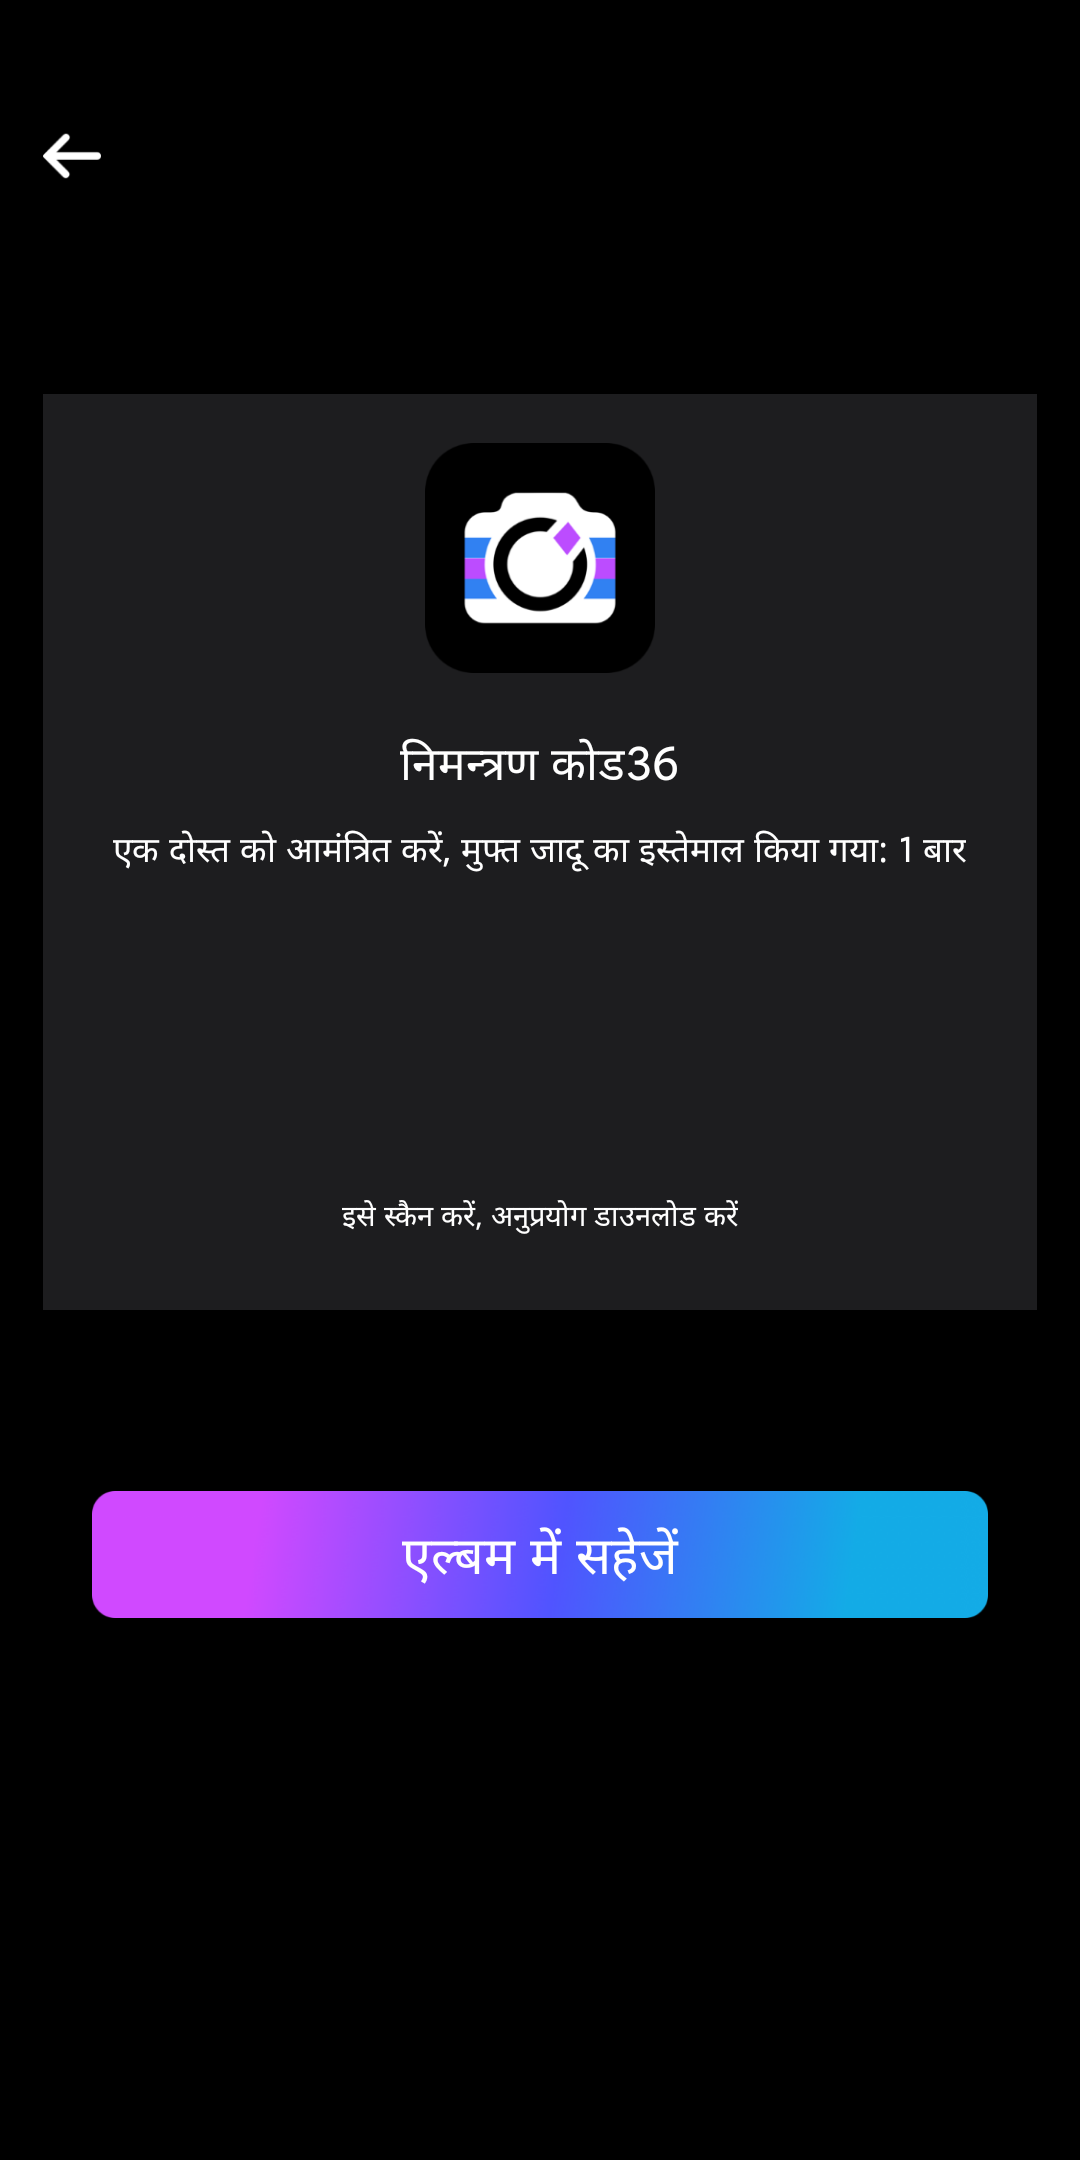 निमन्त्रण कोड36
एक दोस्त को आमंत्रित करें, मुफ्त जादू का इस्तेमाल किया गया: 1 बार
इसे स्कैन करें, अनुप्रयोग डाउनलोड करें
एल्बम में सहेजें